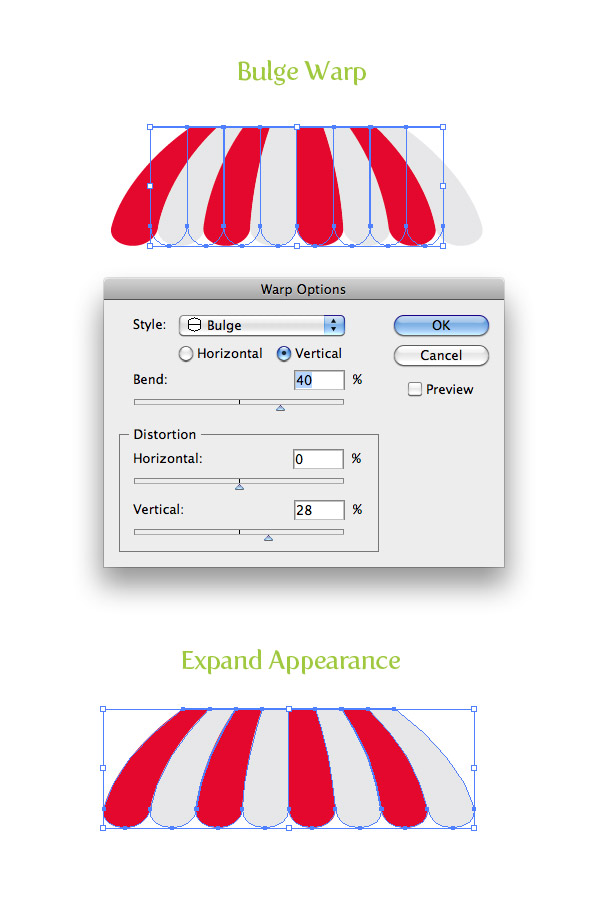 Bulge Warp
Warp Options
Style: Bulge OK
Horizontal Vertical Cancel
Bend: 40 % Preview
Distortion
Horizontal: 0 %
Vertical: 28 %
Expand Appearance